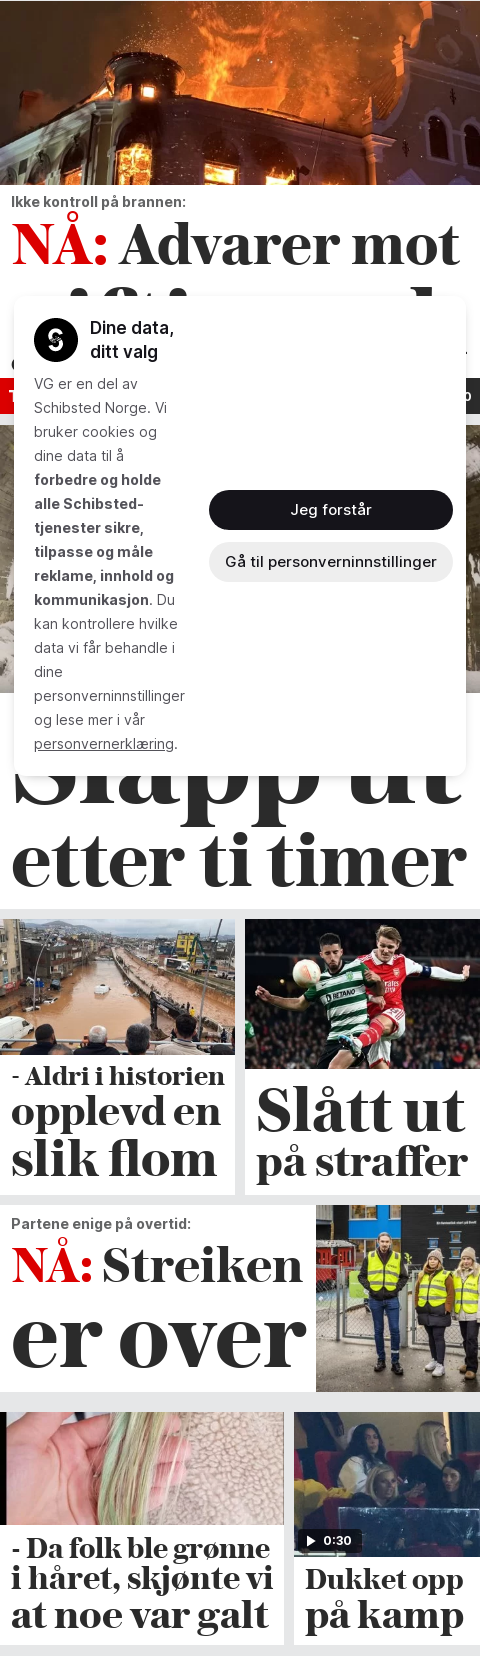 Ikke kontroll på brannen:
NÅ: Advarer mot
Dine data,
ditt valg
VG er en del av
Schibsted Norge. Vi
bruker cookies og
dine data til å
forbedre og holde
alle Schibsted-
tjenester sikre,
tilpasse og måle
reklame, innhold og
kommunikasjon. Du
kan kontrollere hvilke
data vi får behandle i
dine
personverninnstillinger
og lese mer i vår
personvernerklæring.
Jeg forstår
Gå til personverninnstillinger
Slapp ut
etter ti timer
- Aldri i historien
opplevd en
slik flom
Slått ut
på straffer
Partene enige på overtid:
NÅ: Streiken
er over
- Da folk ble grønne
i håret, skjønte vi
at noe var galt
0:30
Dukket opp
på kamp